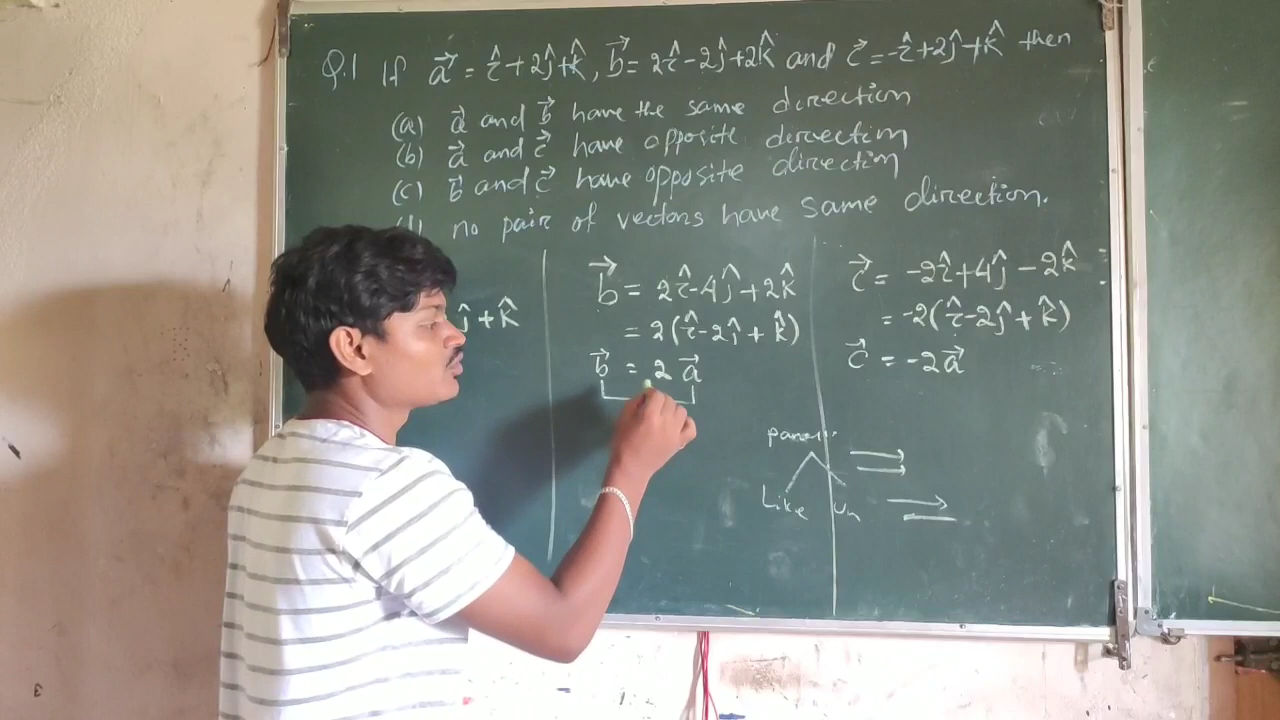 Q.1 If a⃗ = î+2ĵ+k̂, b⃗ = 2î-2ĵ+2k̂ and c⃗ = -î+2ĵ+k̂ then
(a) a⃗ and b⃗ have the same direction
(b) a⃗ and c⃗ have opposite direction
(c) b⃗ and c⃗ have opposite direction
no pair of vectors have same direction.
ĵ+k̂
b⃗ = 2î-4ĵ+2k̂
= 2(î-2ĵ+k̂)
b⃗ = 2a⃗
c⃗ = -2î+4ĵ-2k̂
= -2(î-2ĵ+k̂)
c⃗ = -2a⃗
Like Un